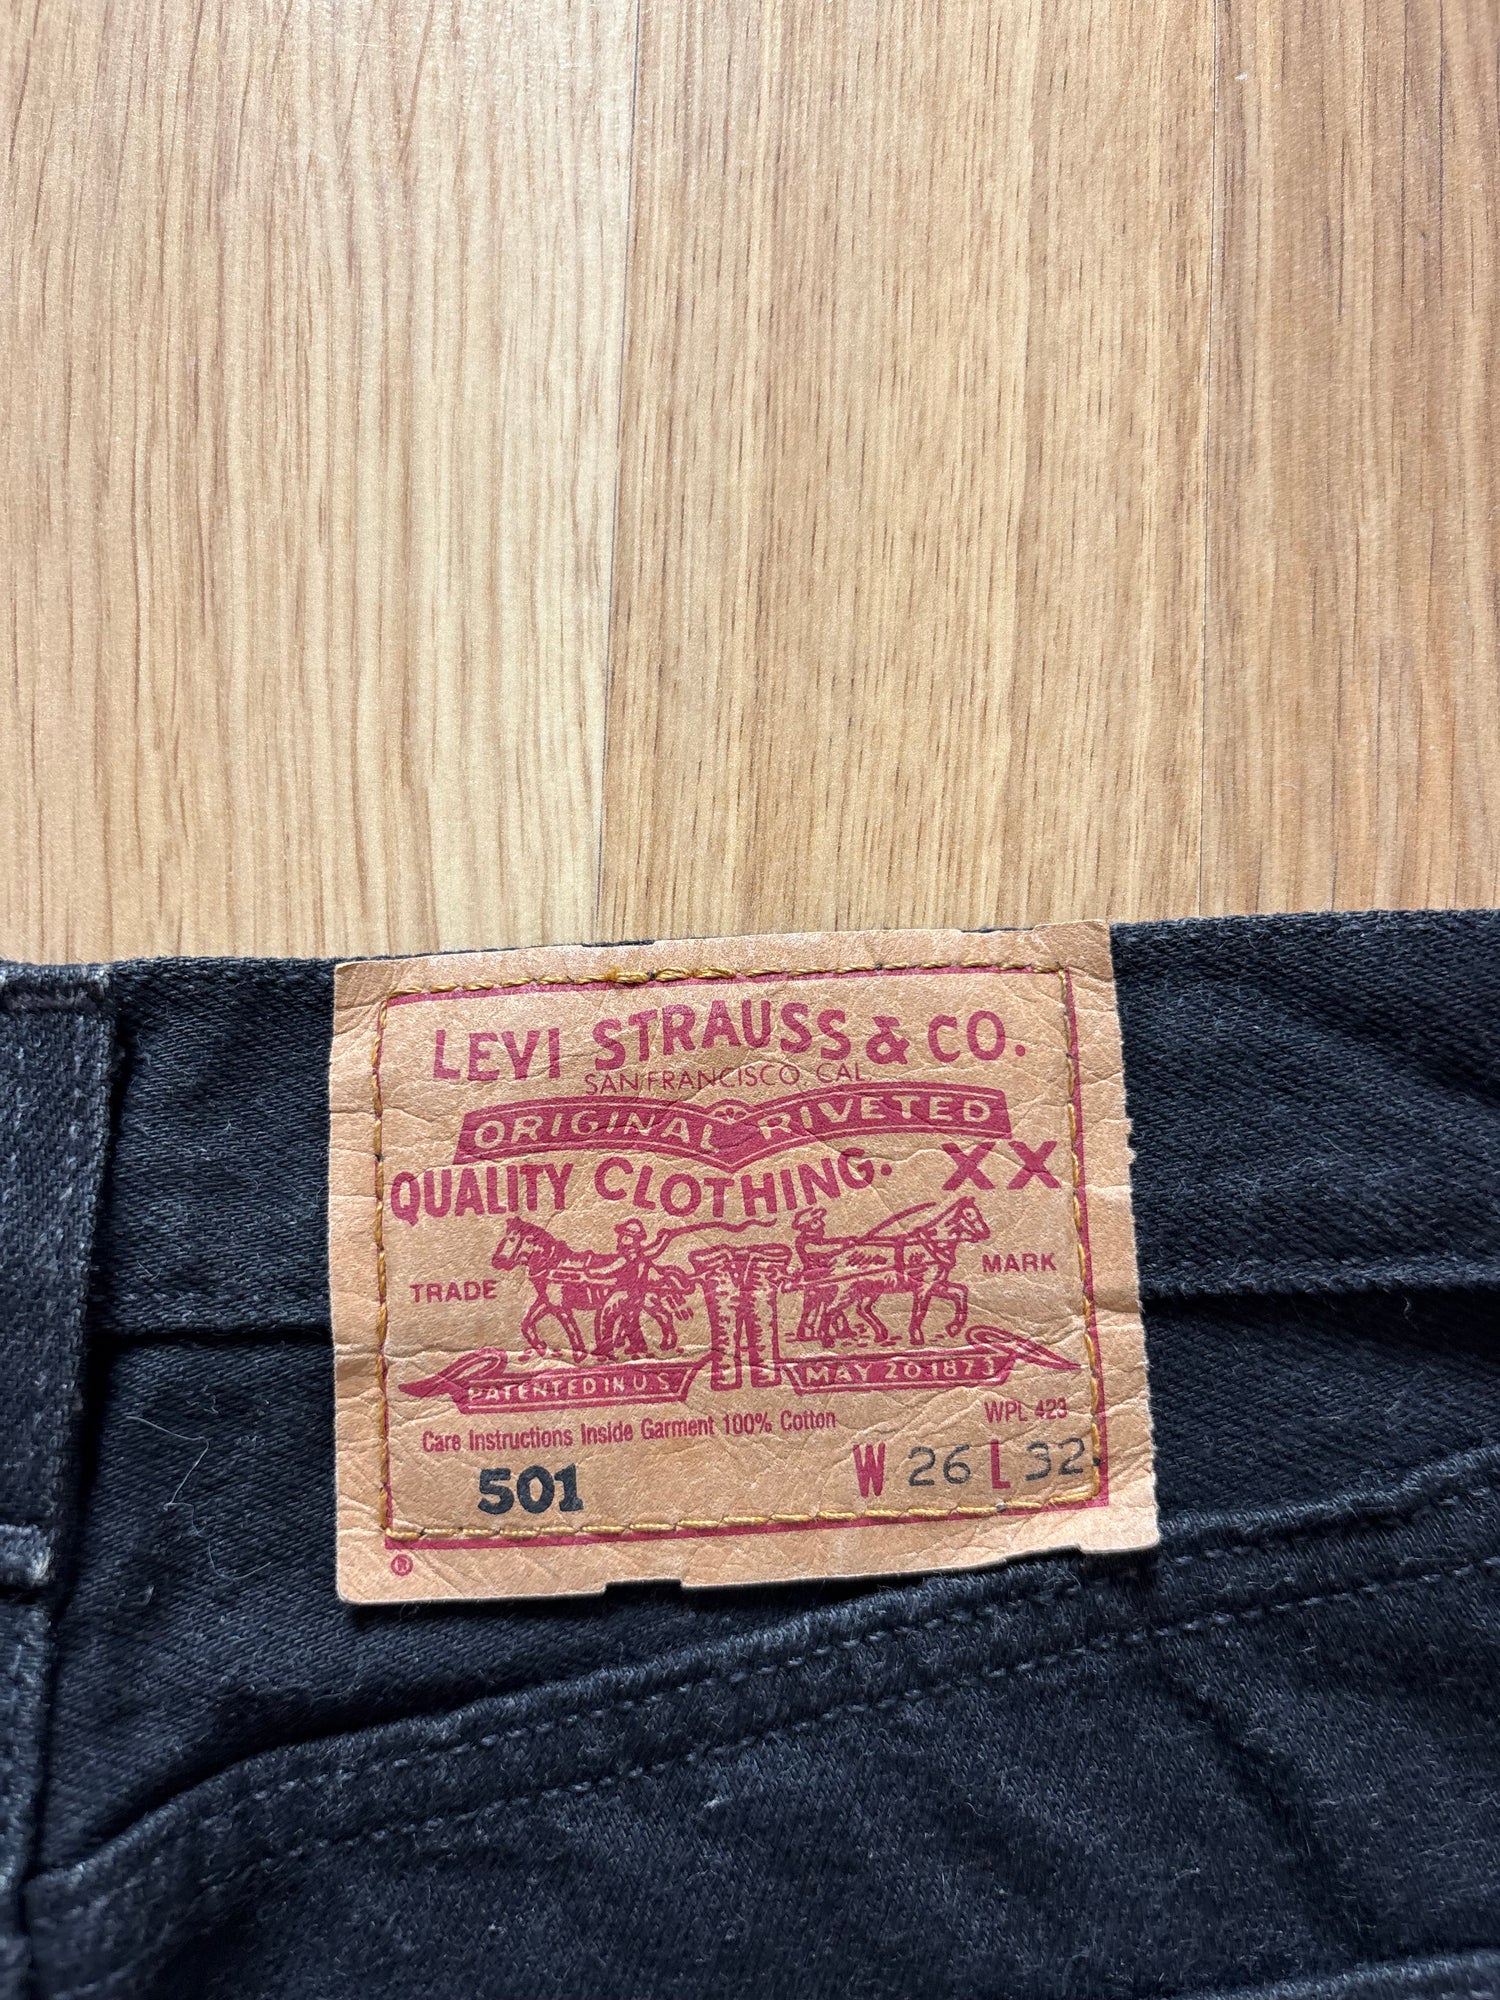 LEVI STRAUSS & CO.
SAN FRANCISCO, CAL.
ORIGINAL RIVETED
QUALITY CLOTHING. XX
TRADE MARK
PATENTED IN U.S. MAY 20 1873
Care Instructions Inside Garment 100% Cotton WPL 423
501 W 26 L 32
®